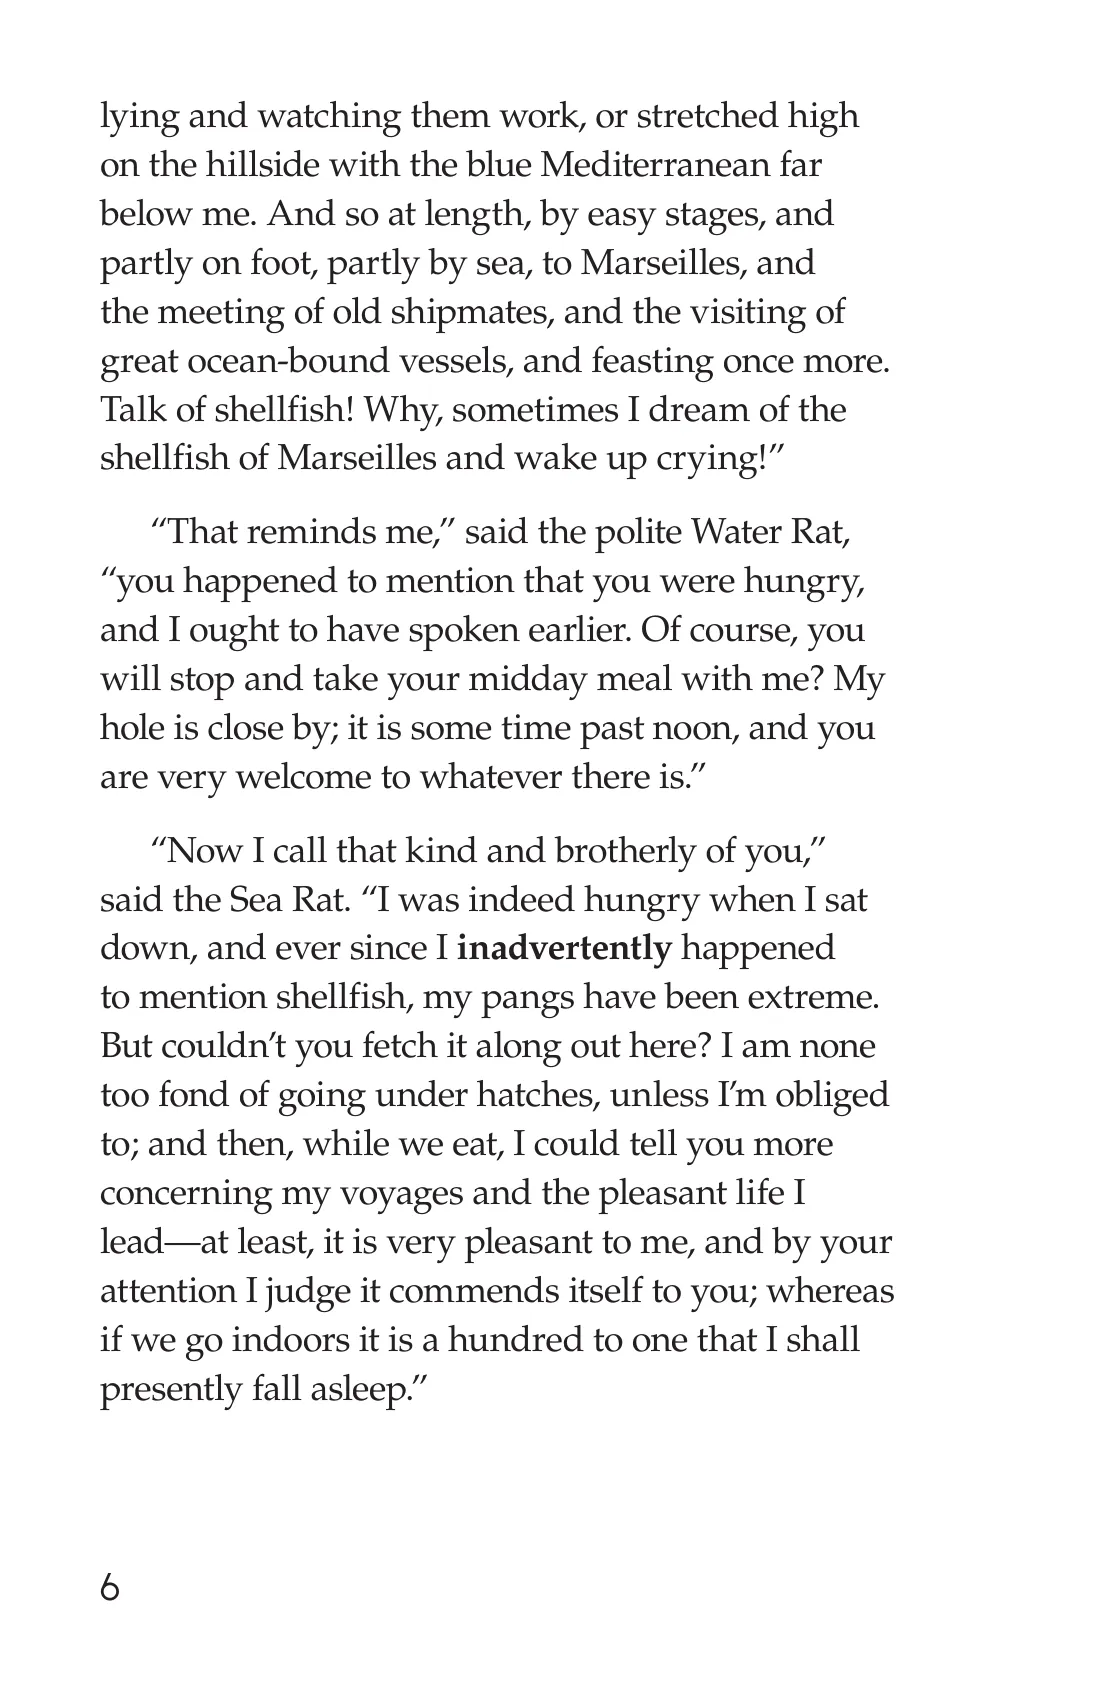 lying and watching them work, or stretched high
on the hillside with the blue Mediterranean far
below me. And so at length, by easy stages, and
partly on foot, partly by sea, to Marseilles, and
the meeting of old shipmates, and the visiting of
great ocean-bound vessels, and feasting once more.
Talk of shellfish! Why, sometimes I dream of the
shellfish of Marseilles and wake up crying!”
“That reminds me,” said the polite Water Rat,
“you happened to mention that you were hungry,
and I ought to have spoken earlier. Of course, you
will stop and take your midday meal with me? My
hole is close by; it is some time past noon, and you
are very welcome to whatever there is.”
“Now I call that kind and brotherly of you,”
said the Sea Rat. “I was indeed hungry when I sat
down, and ever since I inadvertently happened
to mention shellfish, my pangs have been extreme.
But couldn’t you fetch it along out here? I am none
too fond of going under hatches, unless I’m obliged
to; and then, while we eat, I could tell you more
concerning my voyages and the pleasant life I
lead—at least, it is very pleasant to me, and by your
attention I judge it commends itself to you; whereas
if we go indoors it is a hundred to one that I shall
presently fall asleep.”
6